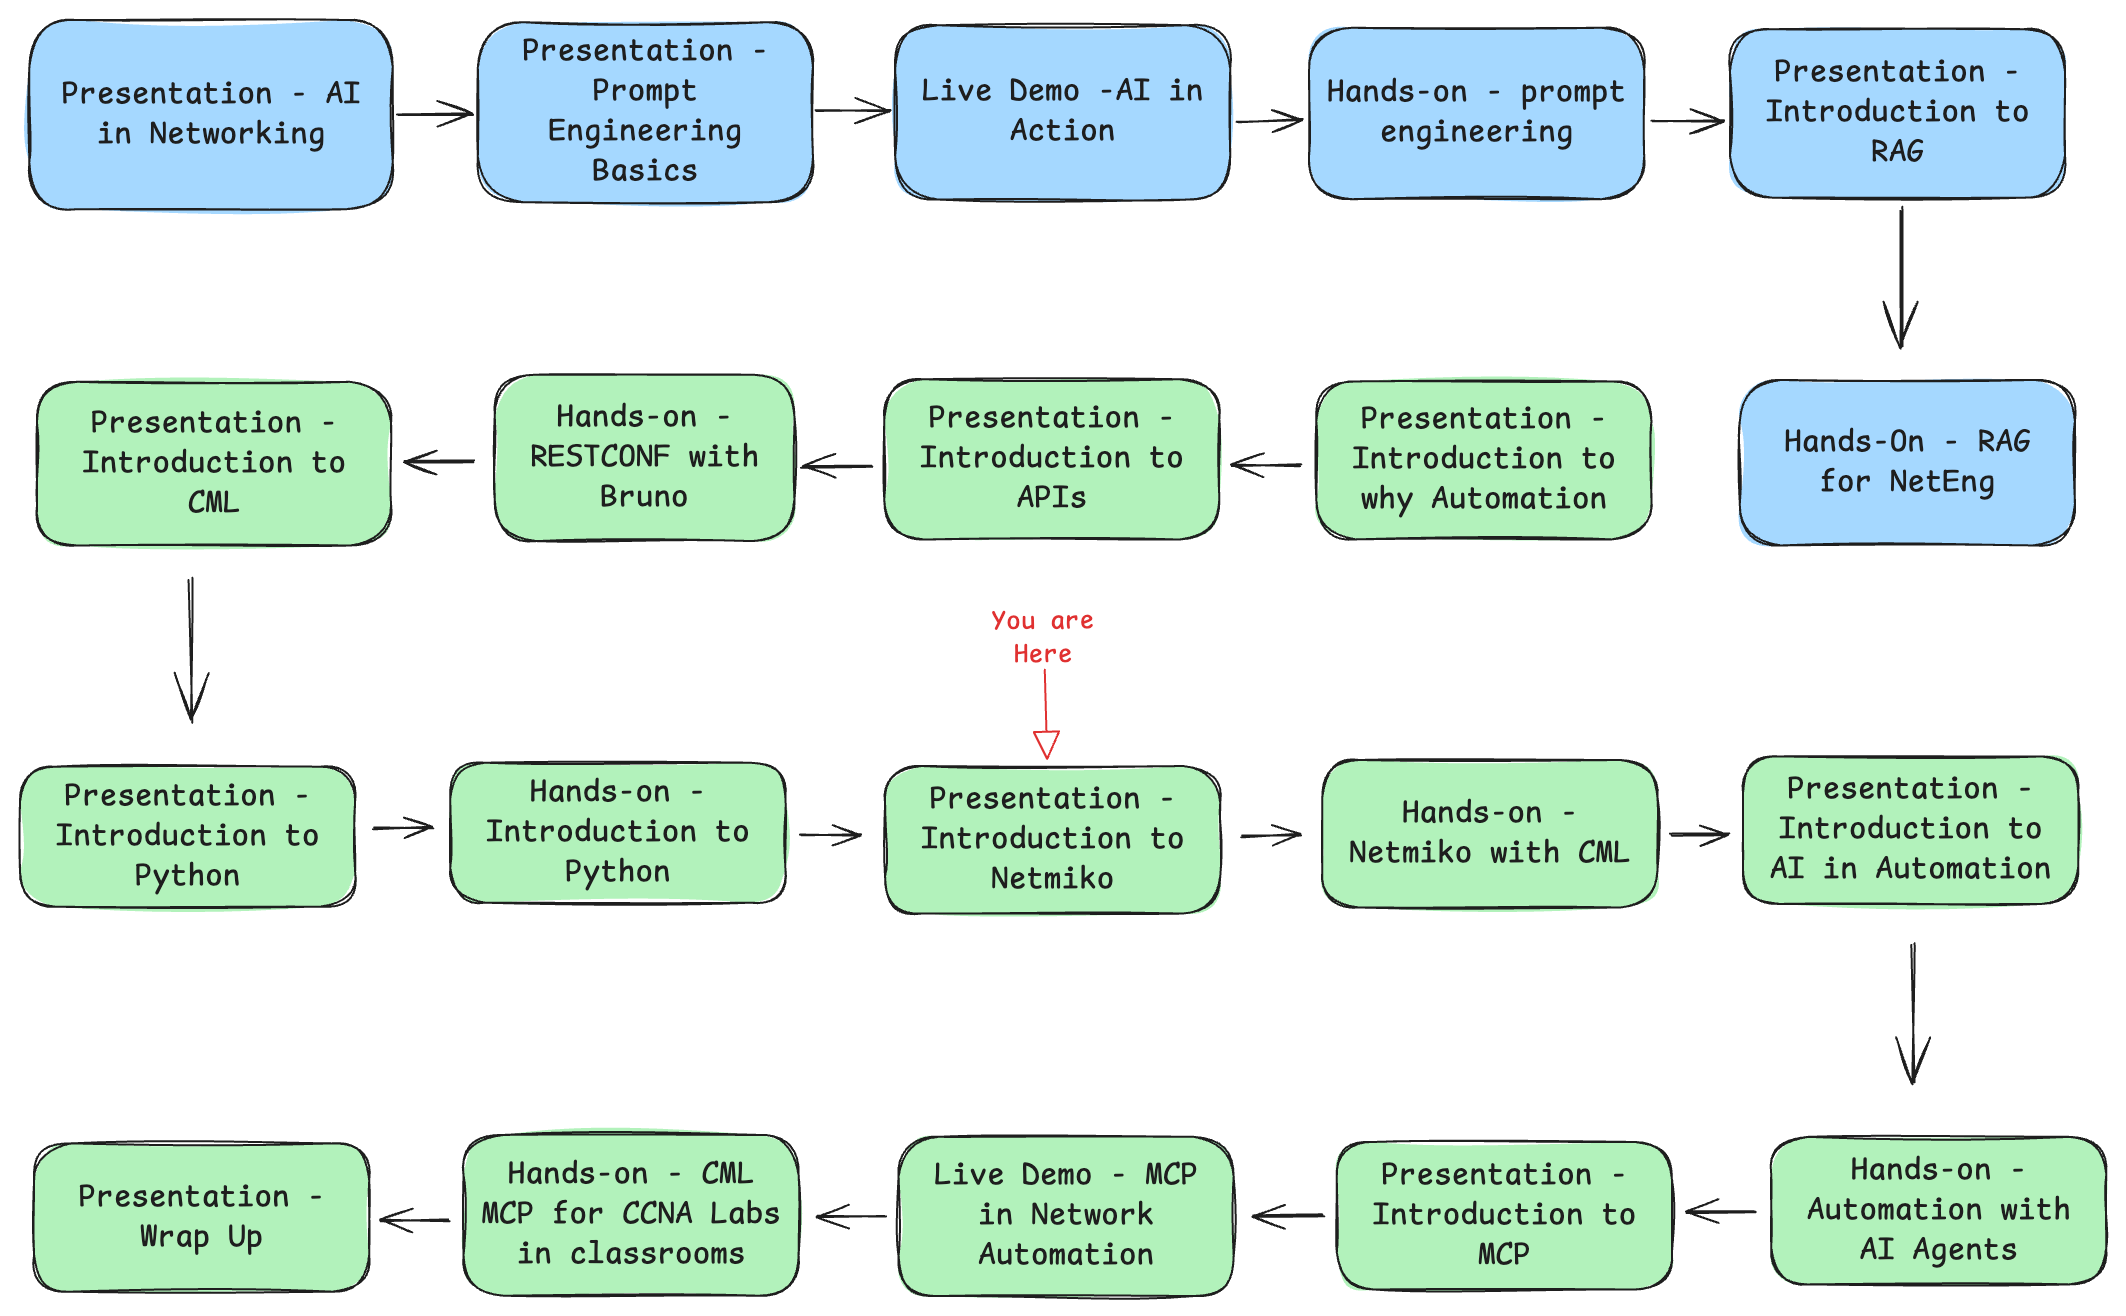 Presentation - AI
in Networking
Presentation -
Prompt
Engineering
Basics
Live Demo -AI in
Action
Hands-on - prompt
engineering
Presentation -
Introduction to
RAG
Presentation -
Introduction to
CML
Hands-on -
RESTCONF with
Bruno
Presentation -
Introduction to
APIs
Presentation -
Introduction to
why Automation
Hands-On - RAG
for NetEng
You are
Here
Presentation -
Introduction to
Python
Hands-on -
Introduction to
Python
Presentation -
Introduction to
Netmiko
Hands-on -
Netmiko with CML
Presentation -
Introduction to
AI in Automation
Presentation -
Wrap Up
Hands-on - CML
MCP for CCNA Labs
in classrooms
Live Demo - MCP
in Network
Automation
Presentation -
Introduction to
MCP
Hands-on -
Automation with
AI Agents